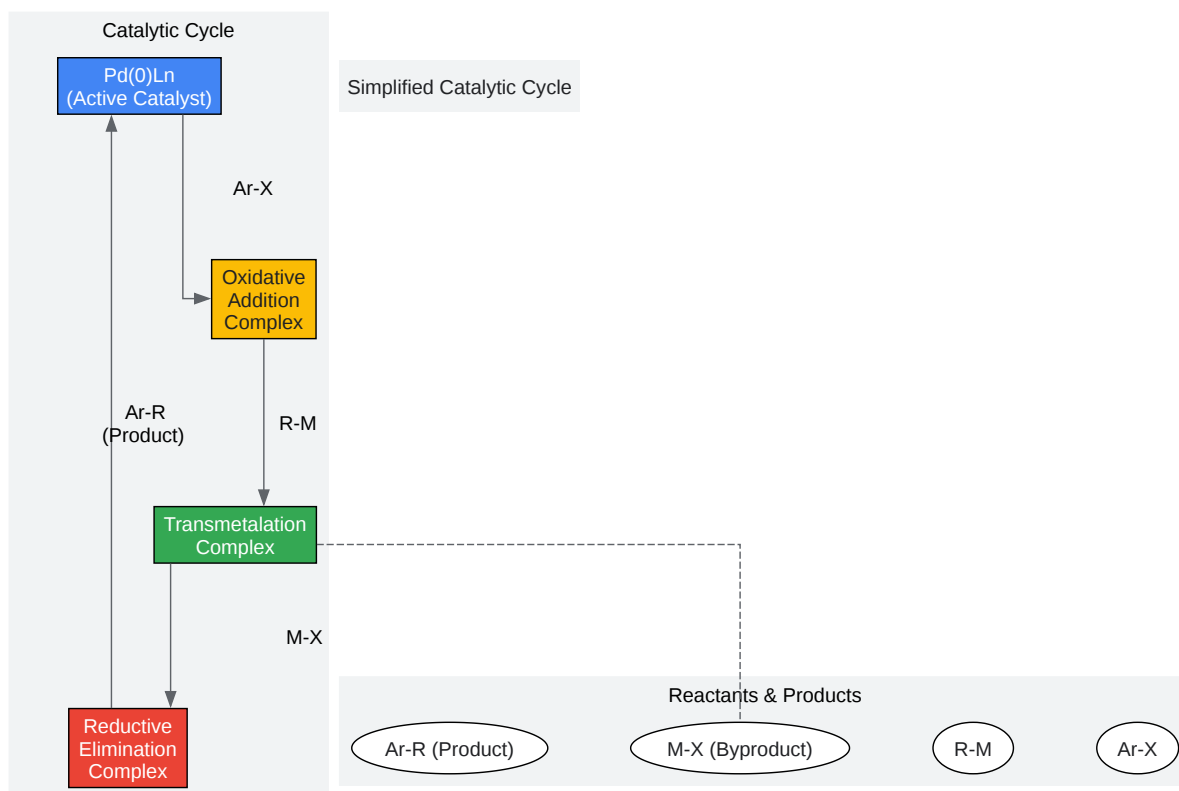 Catalytic Cycle
Pd(0)Ln
(Active Catalyst)
Simplified Catalytic Cycle
Ar-X
Oxidative
Addition
Complex
Ar-R
(Product)
R-M
Transmetalation
Complex
M-X
Reductive
Elimination
Complex
Reactants & Products
Ar-R (Product)
M-X (Byproduct)
R-M
Ar-X